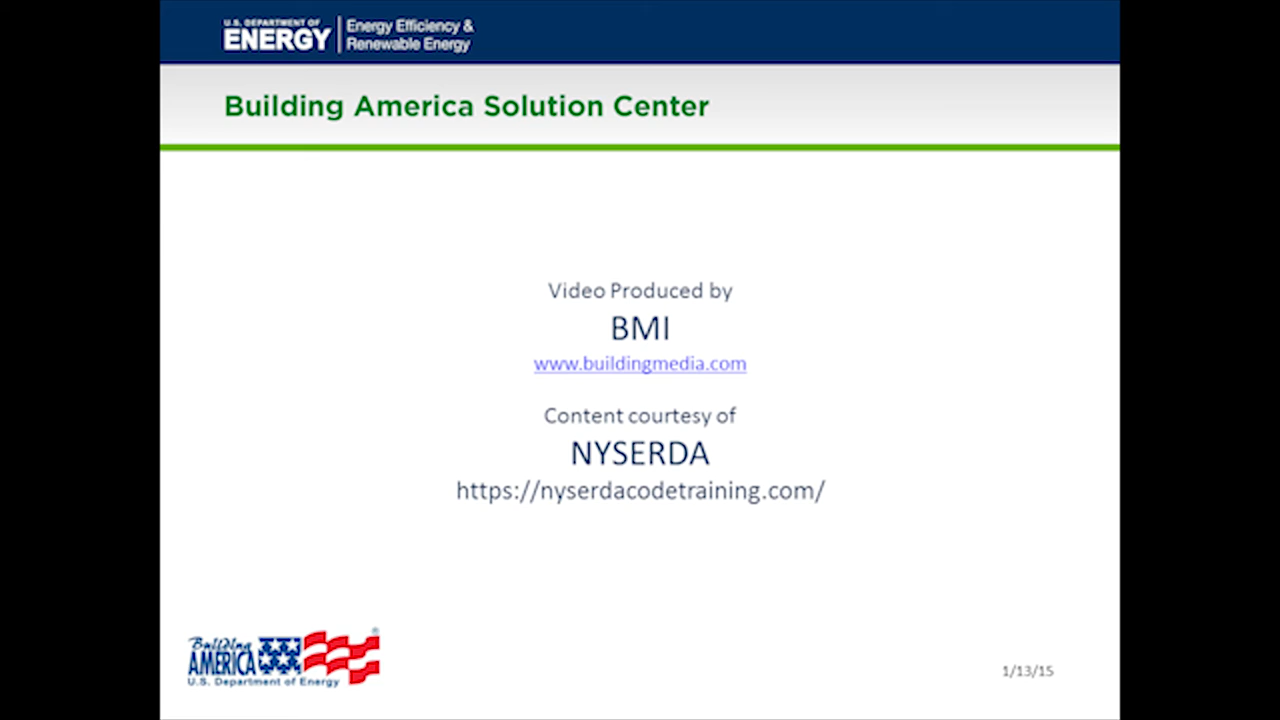 U.S. DEPARTMENT OF
ENERGY
Energy Efficiency &
Renewable Energy
Building America Solution Center
Video Produced by
BMI
www.buildingmedia.com
Content courtesy of
NYSERDA
https://nyserdacodetraining.com/
Building
AMERICA
®
U.S. Department of Energy
1/13/15